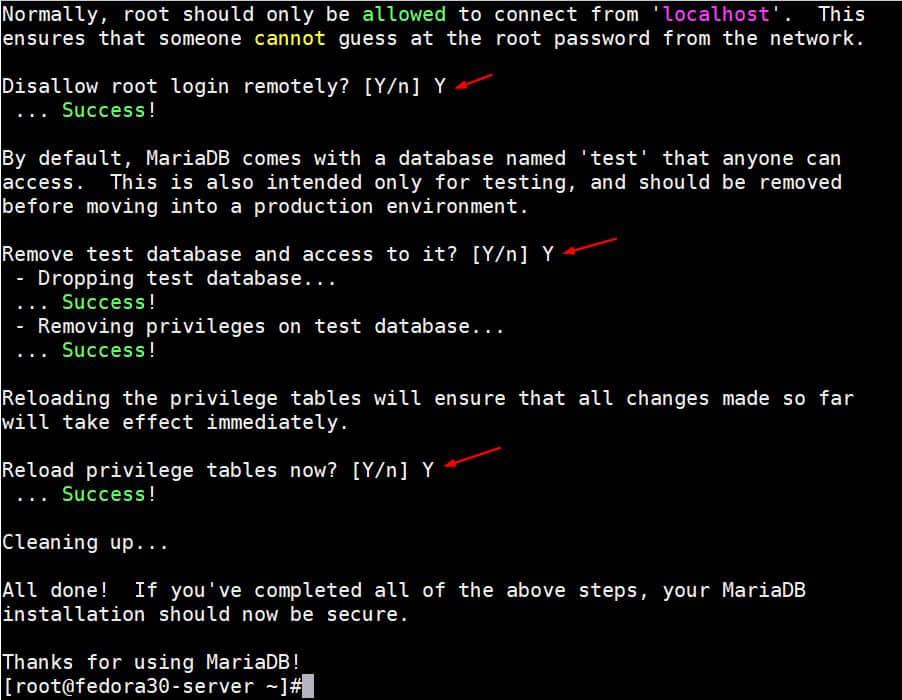 Normally, root should only be allowed to connect from 'localhost'.  This
ensures that someone cannot guess at the root password from the network.
Disallow root login remotely? [Y/n] Y
 ... Success!
By default, MariaDB comes with a database named 'test' that anyone can
access.  This is also intended only for testing, and should be removed
before moving into a production environment.
Remove test database and access to it? [Y/n] Y
 - Dropping test database...
 ... Success!
 - Removing privileges on test database...
 ... Success!
Reloading the privilege tables will ensure that all changes made so far
will take effect immediately.
Reload privilege tables now? [Y/n] Y
 ... Success!
Cleaning up...
All done!  If you've completed all of the above steps, your MariaDB
installation should now be secure.
Thanks for using MariaDB!
[root@fedora30-server ~]#